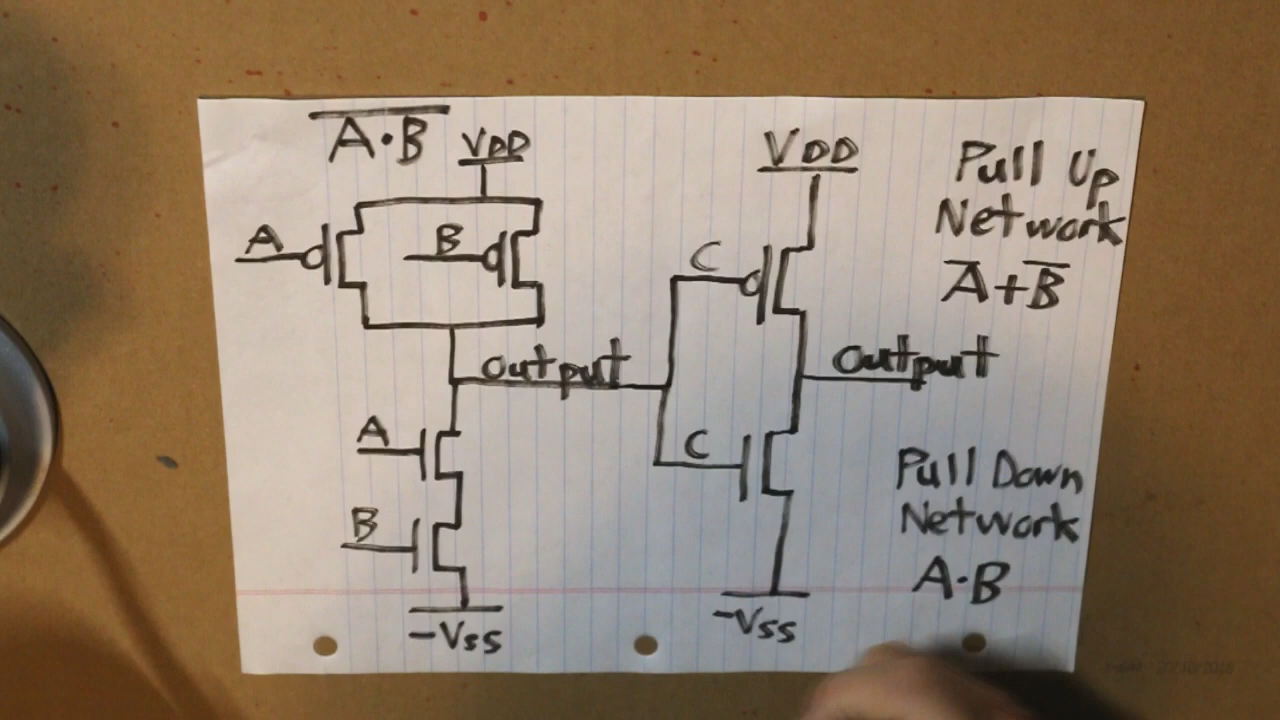 A̅·̅B̅
VDD
A
B
output
A
B
-Vss
VDD
C
C
output
-Vss
Pull Up
Network
A̅+B̅
Pull Down
Network
A·B